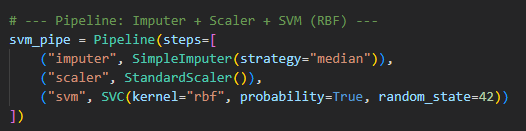 # --- Pipeline: Imputer + Scaler + SVM (RBF) ---
svm_pipe = Pipeline(steps=[
    ("imputer", SimpleImputer(strategy="median")),
    ("scaler", StandardScaler()),
    ("svm", SVC(kernel="rbf", probability=True, random_state=42))
])